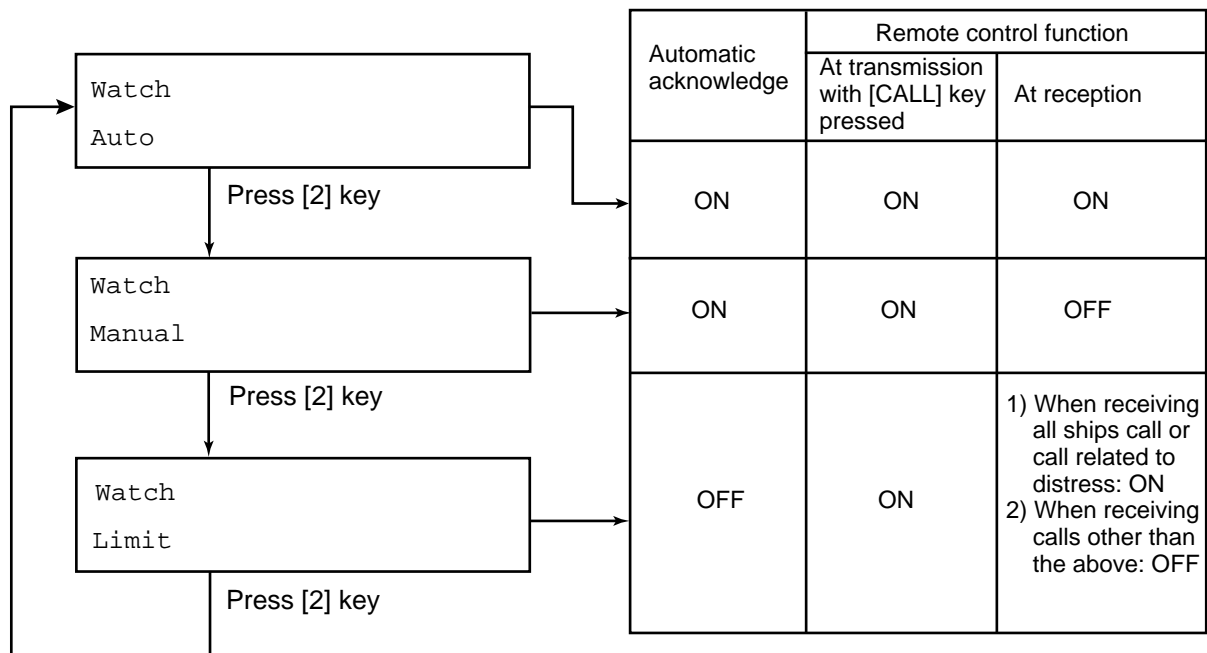 Automatic
acknowledge
Remote control function
At transmission
with [CALL] key
pressed
At reception
Watch
Auto
ON
ON
ON
Press [2] key
Watch
Manual
ON
ON
OFF
Press [2] key
Watch
Limit
OFF
ON
1) When receiving
all ships call or
call related to
distress: ON
2) When receiving
calls other than
the above: OFF
Press [2] key